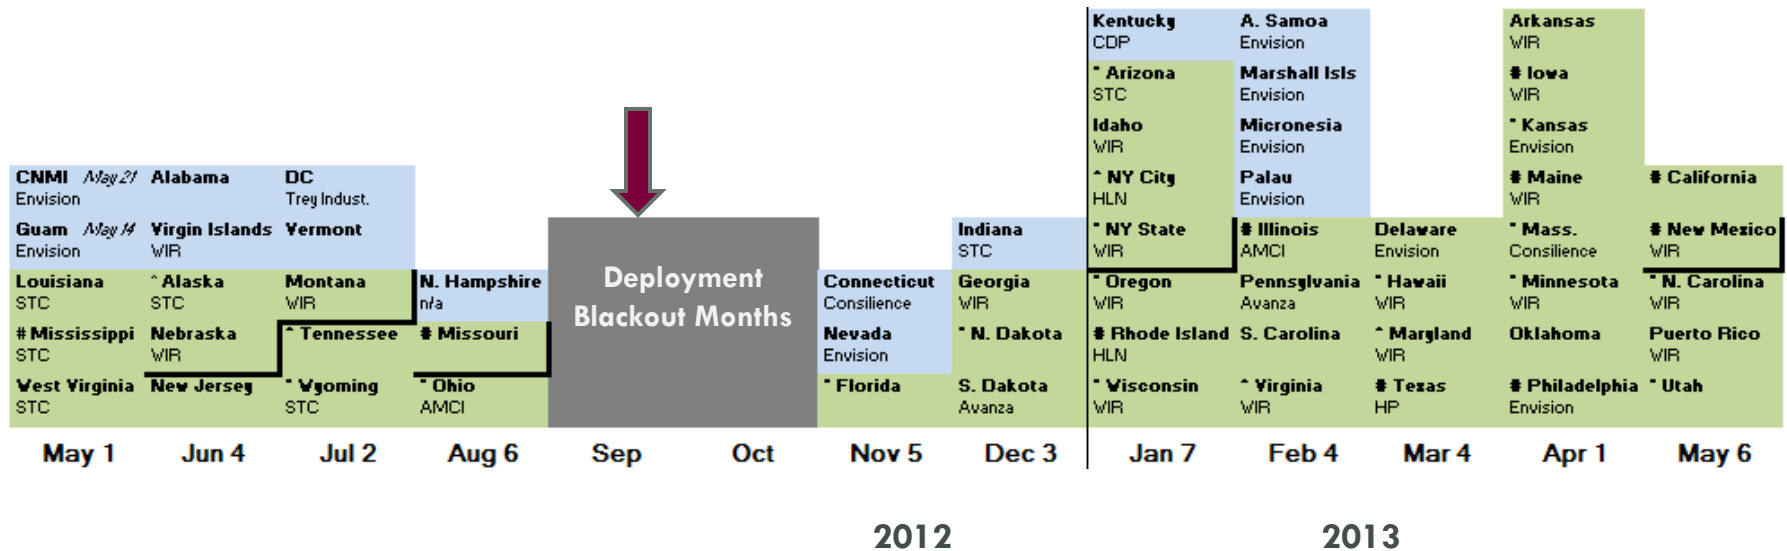 CNMI May 21
Envision
Guam May 14
Envision
Louisiana
STC
# Mississippi
STC
West Virginia
STC
May 1
Alabama
Virgin Islands
WIR
^ Alaska
STC
Nebraska
WIR
New Jersey
Jun 4
DC
Trey Indust.
Vermont
Montana
WIR
^ Tennessee
* Wyoming
STC
Jul 2
N. Hampshire
n/a
# Missouri
* Ohio
AMCI
Aug 6
Deployment
Blackout Months
Sep
Oct
Connecticut
Consilience
Nevada
Envision
* Florida
Nov 5
Indiana
STC
Georgia
WIR
* N. Dakota
S. Dakota
Avanza
Dec 3
Kentucky
CDP
* Arizona
STC
Idaho
WIR
^ NY City
HLN
* NY State
WIR
* Oregon
WIR
# Rhode Island
HLN
* Wisconsin
WIR
Jan 7
A. Samoa
Envision
Marshall Isls
Envision
Micronesia
Envision
Palau
Envision
# Illinois
AMCI
Pennsylvania
Avanza
S. Carolina
^ Virginia
WIR
Feb 4
Delaware
Envision
* Hawaii
WIR
^ Maryland
WIR
# Texas
HP
Mar 4
Arkansas
WIR
# Iowa
WIR
* Kansas
Envision
# Maine
WIR
* Mass.
Consilience
* Minnesota
WIR
Oklahoma
# Philadelphia
Envision
Apr 1
# California
# New Mexico
WIR
* N. Carolina
WIR
Puerto Rico
WIR
* Utah
May 6
2012
2013